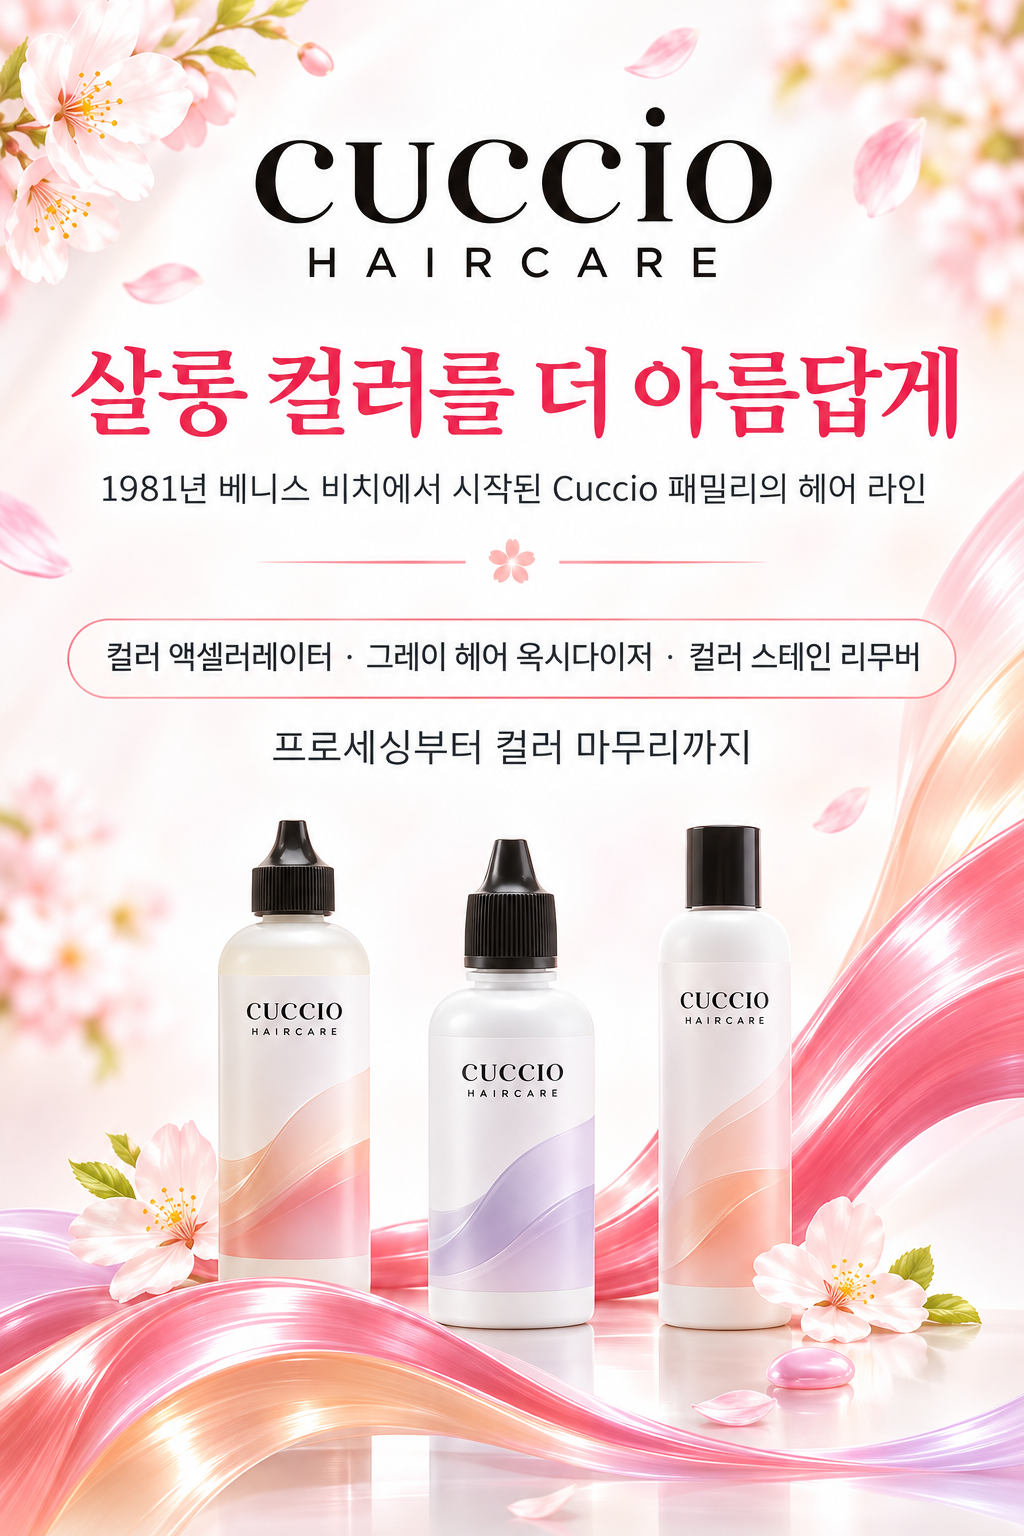 CUCCIO
HAIRCARE
살롱 컬러를 더 아름답게
1981년 베니스 비치에서 시작된 Cuccio 패밀리의 헤어 라인
컬러 액셀러레이터 · 그레이 헤어 옥시다이저 · 컬러 스테인 리무버
프로세싱부터 컬러 마무리까지
CUCCIO
HAIRCARE
CUCCIO
HAIRCARE
CUCCIO
HAIRCARE